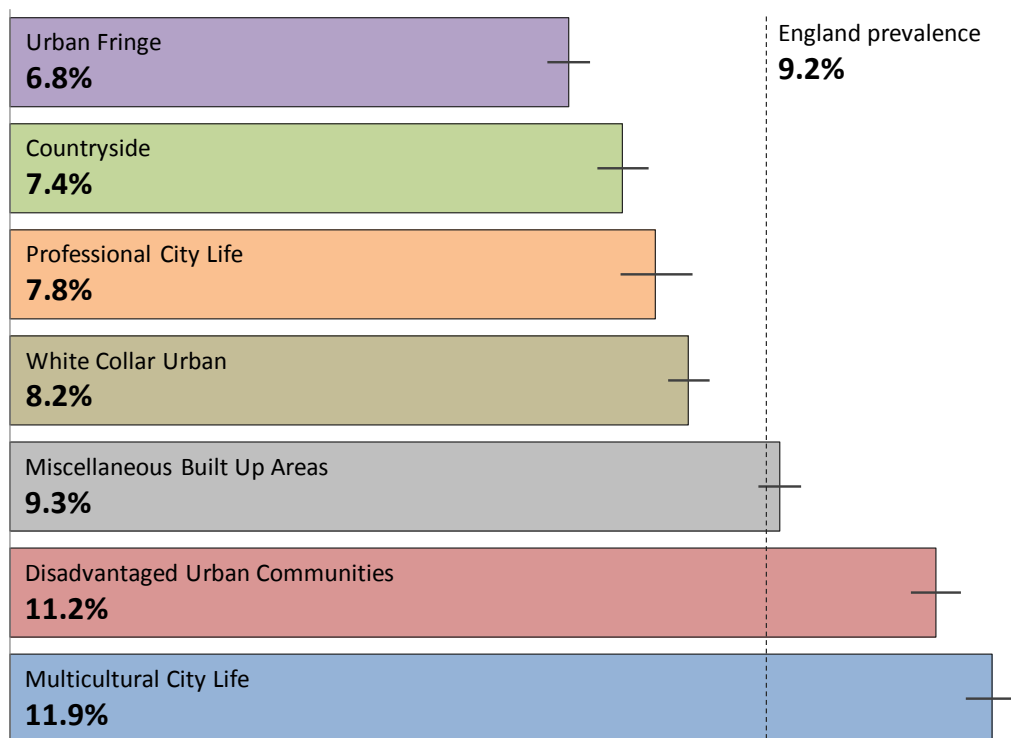 Urban Fringe
6.8%
England prevalence
9.2%
Countryside
7.4%
Professional City Life
7.8%
White Collar Urban
8.2%
Miscellaneous Built Up Areas
9.3%
Disadvantaged Urban Communities
11.2%
Multicultural City Life
11.9%